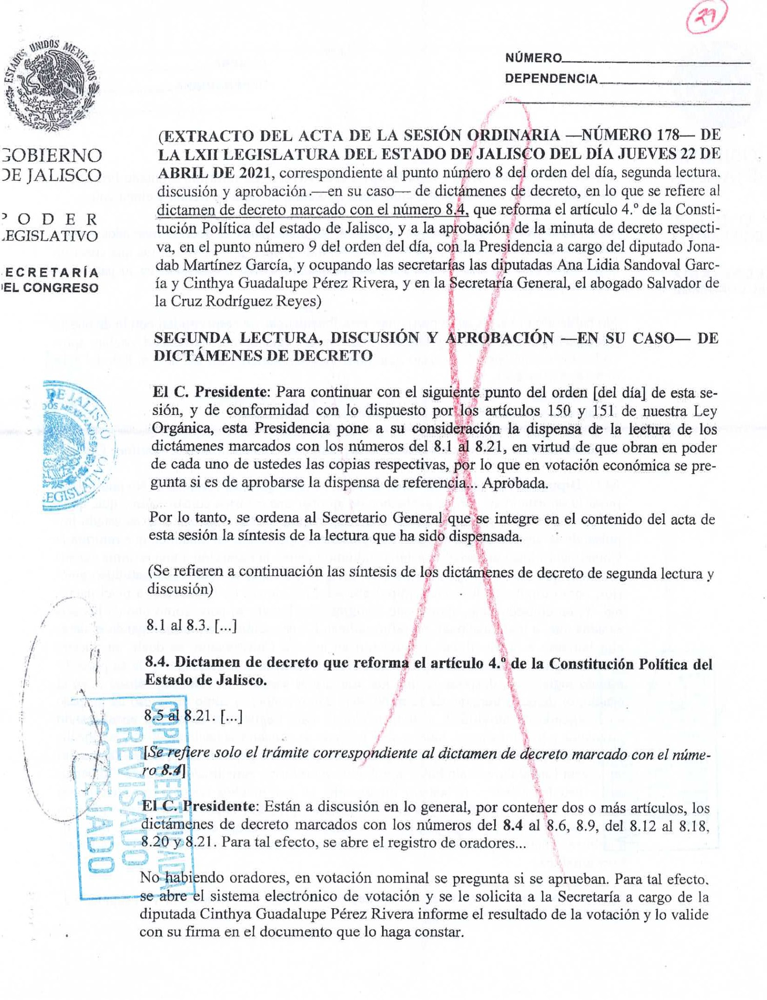 29
ESTADOS UNIDOS MEXICANOS
NÚMERO
DEPENDENCIA
GOBIERNO
DE JALISCO
PODER
LEGISLATIVO
SECRETARÍA
DEL CONGRESO
(EXTRACTO DEL ACTA DE LA SESIÓN ORDINARIA —NÚMERO 178— DE
LA LXII LEGISLATURA DEL ESTADO DE JALISCO DEL DÍA JUEVES 22 DE
ABRIL DE 2021, correspondiente al punto número 8 del orden del día, segunda lectura,
discusión y aprobación —en su caso— de dictámenes de decreto, en lo que se refiere al
dictamen de decreto marcado con el número 8.4, que reforma el artículo 4.º de la Consti-
tución Política del estado de Jalisco, y a la aprobación de la minuta de decreto respecti-
va, en el punto número 9 del orden del día, con la Presidencia a cargo del diputado Jona-
dab Martínez García, y ocupando las secretarías las diputadas Ana Lidia Sandoval Garc-
ía y Cinthya Guadalupe Pérez Rivera, y en la Secretaría General, el abogado Salvador de
la Cruz Rodríguez Reyes)
SEGUNDA LECTURA, DISCUSIÓN Y APROBACIÓN —EN SU CASO— DE
DICTÁMENES DE DECRETO
El C. Presidente: Para continuar con el siguiente punto del orden [del día] de esta se-
sión, y de conformidad con lo dispuesto por los artículos 150 y 151 de nuestra Ley
Orgánica, esta Presidencia pone a su consideración la dispensa de la lectura de los
dictámenes marcados con los números del 8.1 al 8.21, en virtud de que obran en poder
de cada uno de ustedes las copias respectivas, por lo que en votación económica se pre-
gunta si es de aprobarse la dispensa de referencia... Aprobada.
DE JALISCO
LEGISLATIVO
Por lo tanto, se ordena al Secretario General que se integre en el contenido del acta de
esta sesión la síntesis de la lectura que ha sido dispensada.
(Se refieren a continuación las síntesis de los dictámenes de decreto de segunda lectura y
discusión)
8.1 al 8.3. [...]
8.4. Dictamen de decreto que reforma el artículo 4.º de la Constitución Política del
Estado de Jalisco.
8.5 al 8.21. [...]
[Se refiere solo el trámite correspondiente al dictamen de decreto marcado con el núme-
ro 8.4]
El C. Presidente: Están a discusión en lo general, por contener dos o más artículos, los
dictámenes de decreto marcados con los números del 8.4 al 8.6, 8.9, del 8.12 al 8.18,
8.20 y 8.21. Para tal efecto, se abre el registro de oradores...
No habiendo oradores, en votación nominal se pregunta si se aprueban. Para tal efecto,
se abre el sistema electrónico de votación y se le solicita a la Secretaría a cargo de la
diputada Cinthya Guadalupe Pérez Rivera informe el resultado de la votación y lo valide
con su firma en el documento que lo haga constar.
COPIA CERTIFICADA
REVISADO
COTEJADO